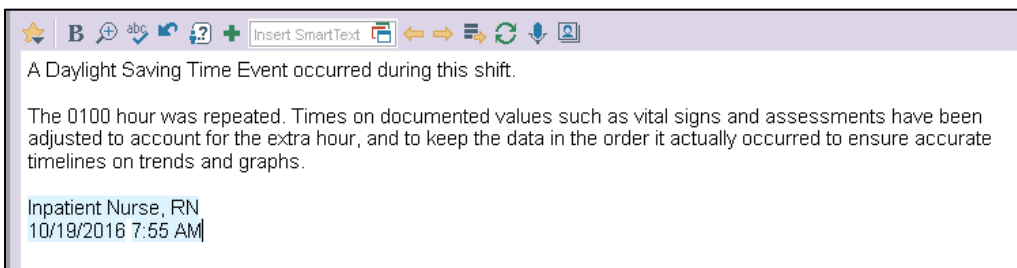 B abc Insert SmartText
A Daylight Saving Time Event occurred during this shift.
The 0100 hour was repeated. Times on documented values such as vital signs and assessments have been
adjusted to account for the extra hour, and to keep the data in the order it actually occurred to ensure accurate
timelines on trends and graphs.
Inpatient Nurse, RN
10/19/2016 7:55 AM